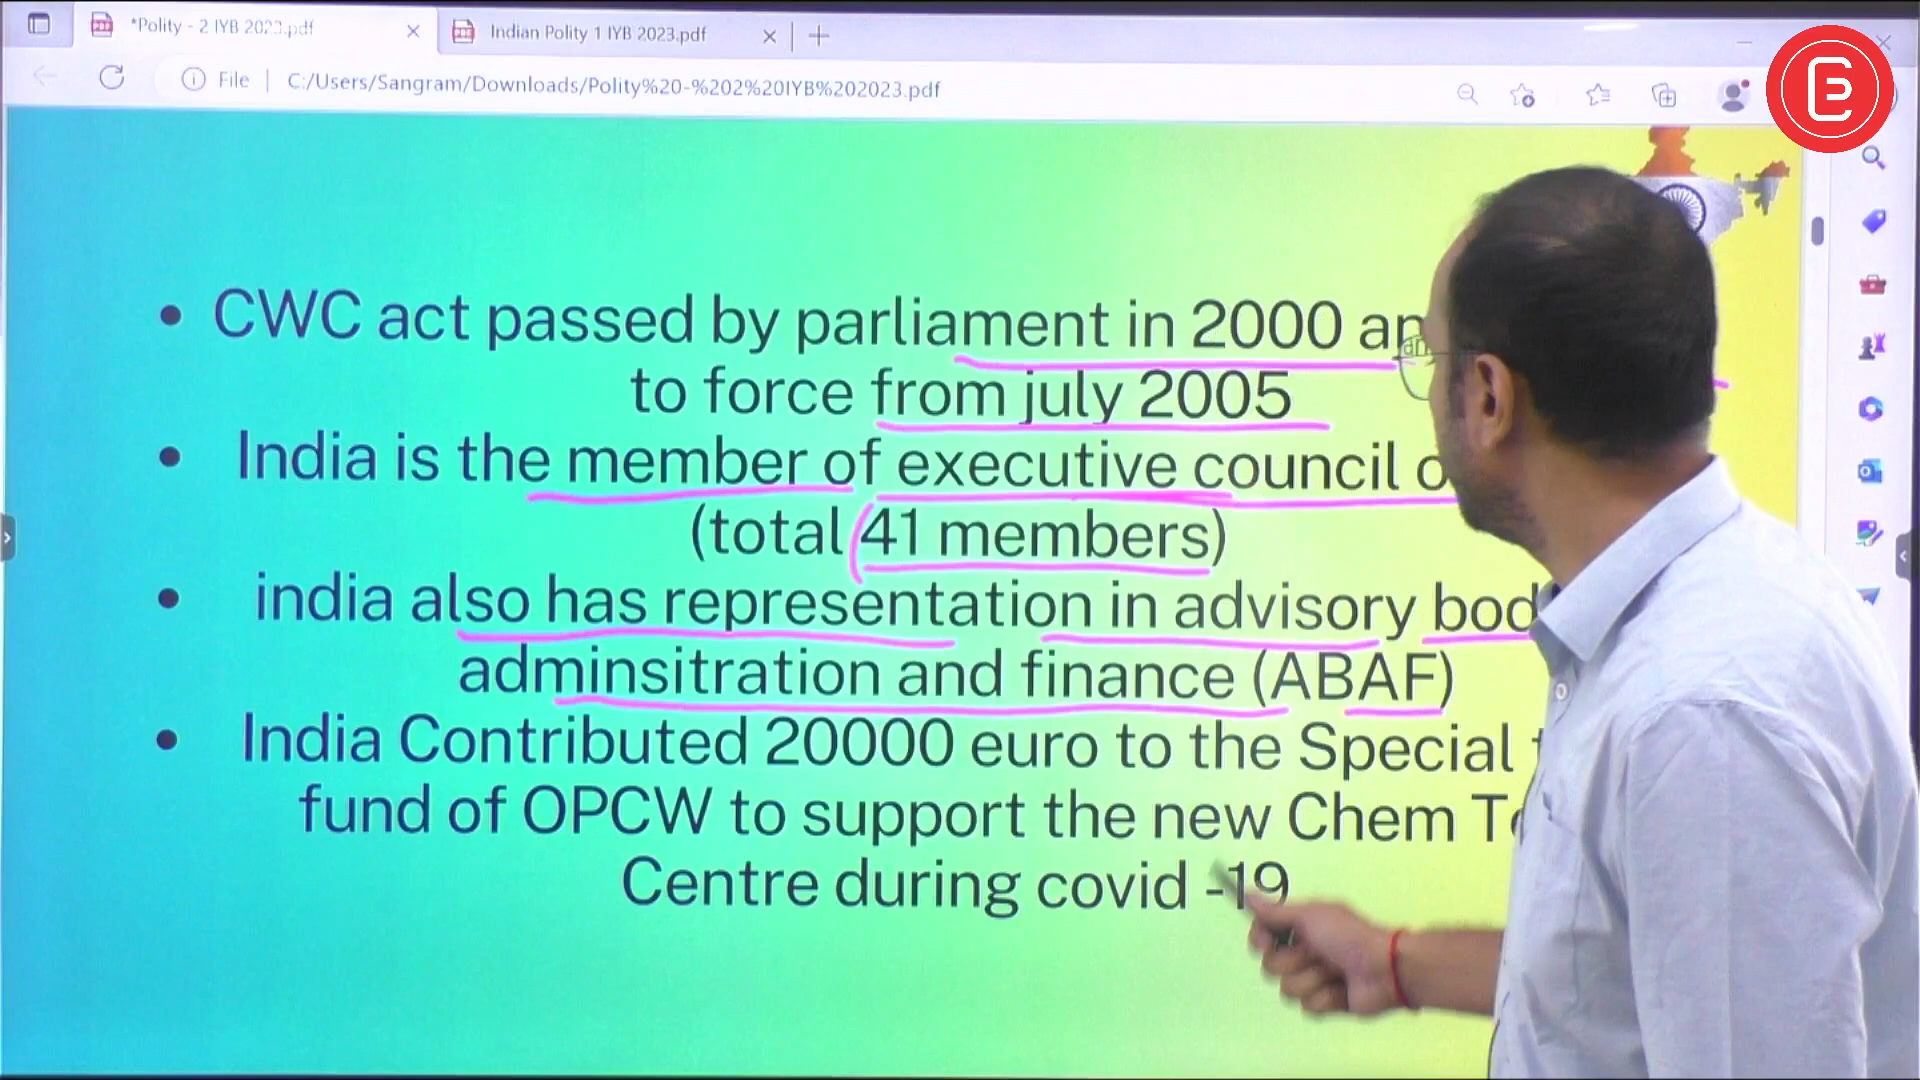 *Polity - 2 IYB 2023.pdf
Indian Polity 1 IYB 2023.pdf
File
C:/Users/Sangram/Downloads/Polity%20-%202%20IYB%202023.pdf
• CWC act passed by parliament in 2000
to force from july 2005
• India is the member of executive council
(total (41 members)
• india also has representation in advisory
adminsitration and finance (ABAF)
• India Contributed 20000 euro to the Special
fund of OPCW to support the new Chem
Centre during covid -19